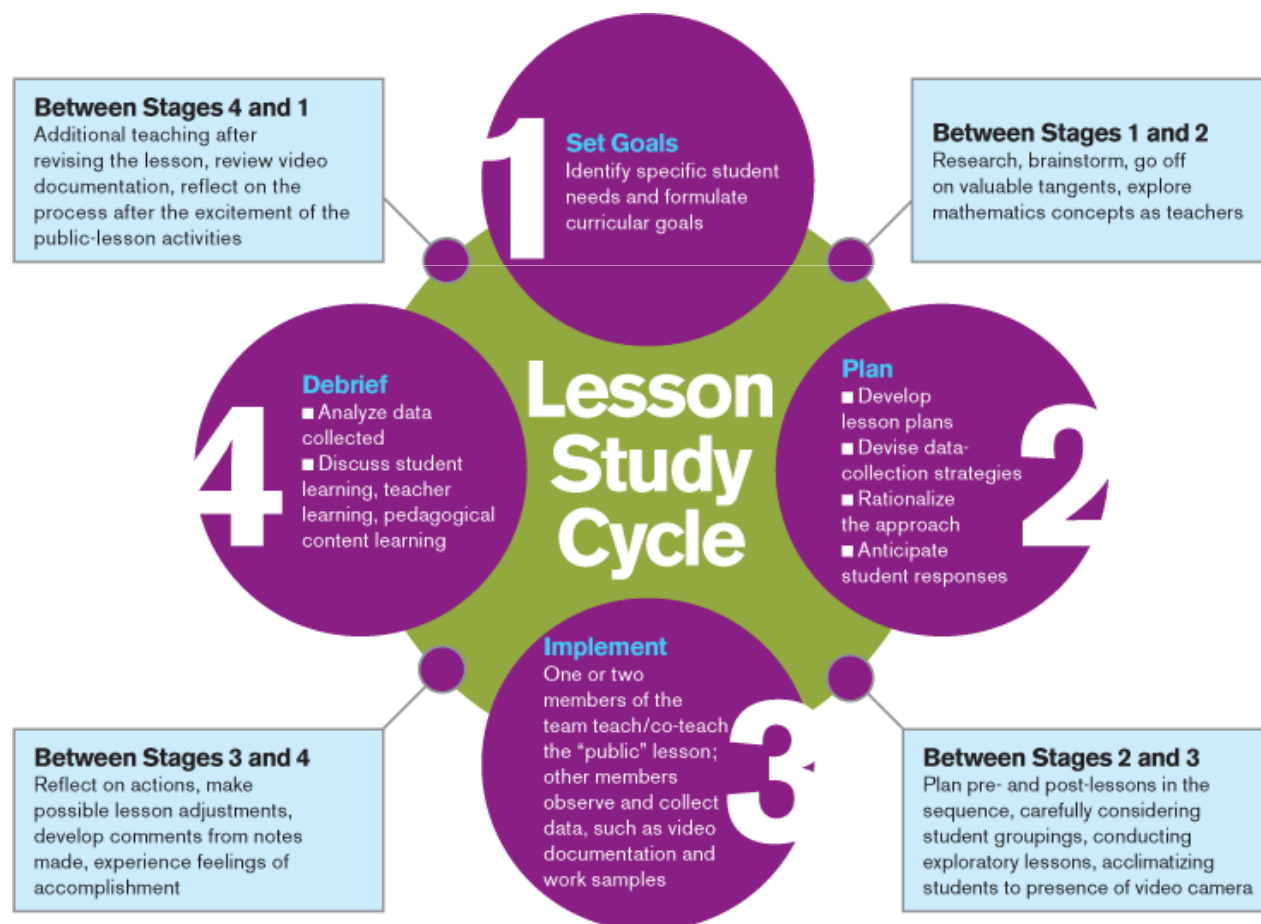 Between Stages 4 and 1
Additional teaching after
revising the lesson, review video
documentation, reflect on the
process after the excitement of the
public-lesson activities
1
Set Goals
Identify specific student
needs and formulate
curricular goals
Between Stages 1 and 2
Research, brainstorm, go off
on valuable tangents, explore
mathematics concepts as teachers
4
Debrief
■ Analyze data
collected
■ Discuss student
learning, teacher
learning, pedagogical
content learning
Lesson
Study
Cycle
Plan
■ Develop
lesson plans
■ Devise data-
collection strategies
■ Rationalize
the approach
■ Anticipate
student responses
2
Implement
One or two
members of the
team teach/co-teach
the “public” lesson;
other members
observe and collect
data, such as video
documentation and
work samples
3
Between Stages 3 and 4
Reflect on actions, make
possible lesson adjustments,
develop comments from notes
made, experience feelings of
accomplishment
Between Stages 2 and 3
Plan pre- and post-lessons in the
sequence, carefully considering
student groupings, conducting
exploratory lessons, acclimatizing
students to presence of video camera